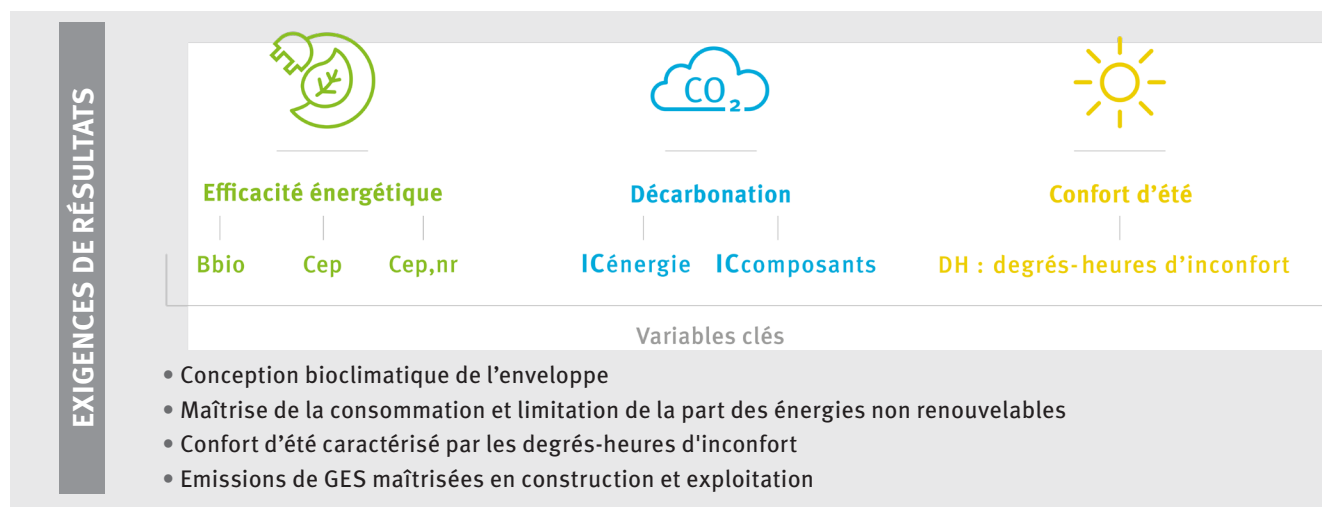 EXIGENCES DE RÉSULTATS
CO2
Efficacité énergétique
Décarbonation
Confort d’été
Bbio Cep Cep,nr
ICénergie ICcomposants
DH : degrés-heures d’inconfort
Variables clés
• Conception bioclimatique de l’enveloppe
• Maîtrise de la consommation et limitation de la part des énergies non renouvelables
• Confort d’été caractérisé par les degrés-heures d'inconfort
• Emissions de GES maîtrisées en construction et exploitation